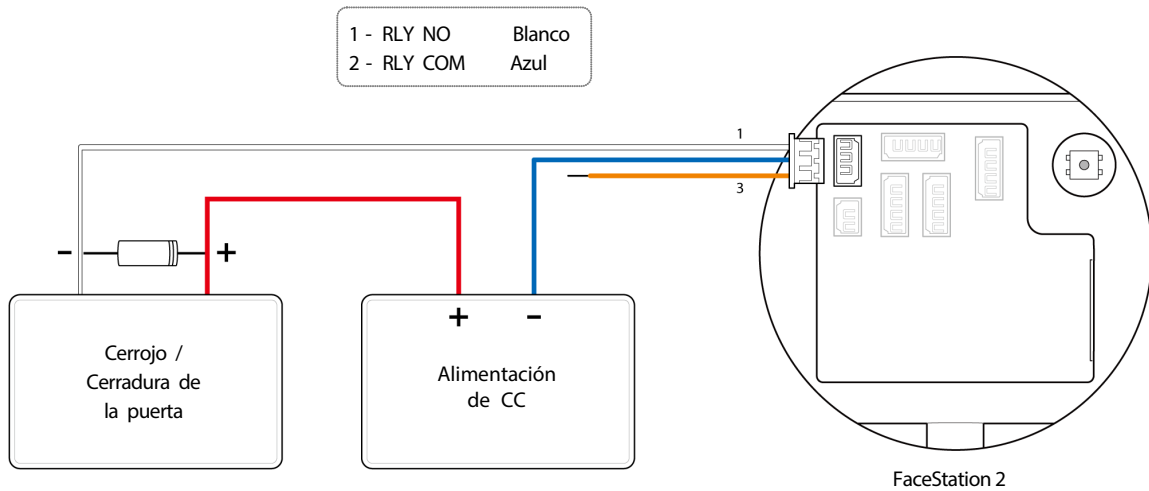 1 - RLY NO Blanco
2 - RLY COM Azul
1
3
- +
+ -
Cerrojo /
Cerradura de
la puerta
Alimentación
de CC
FaceStation 2